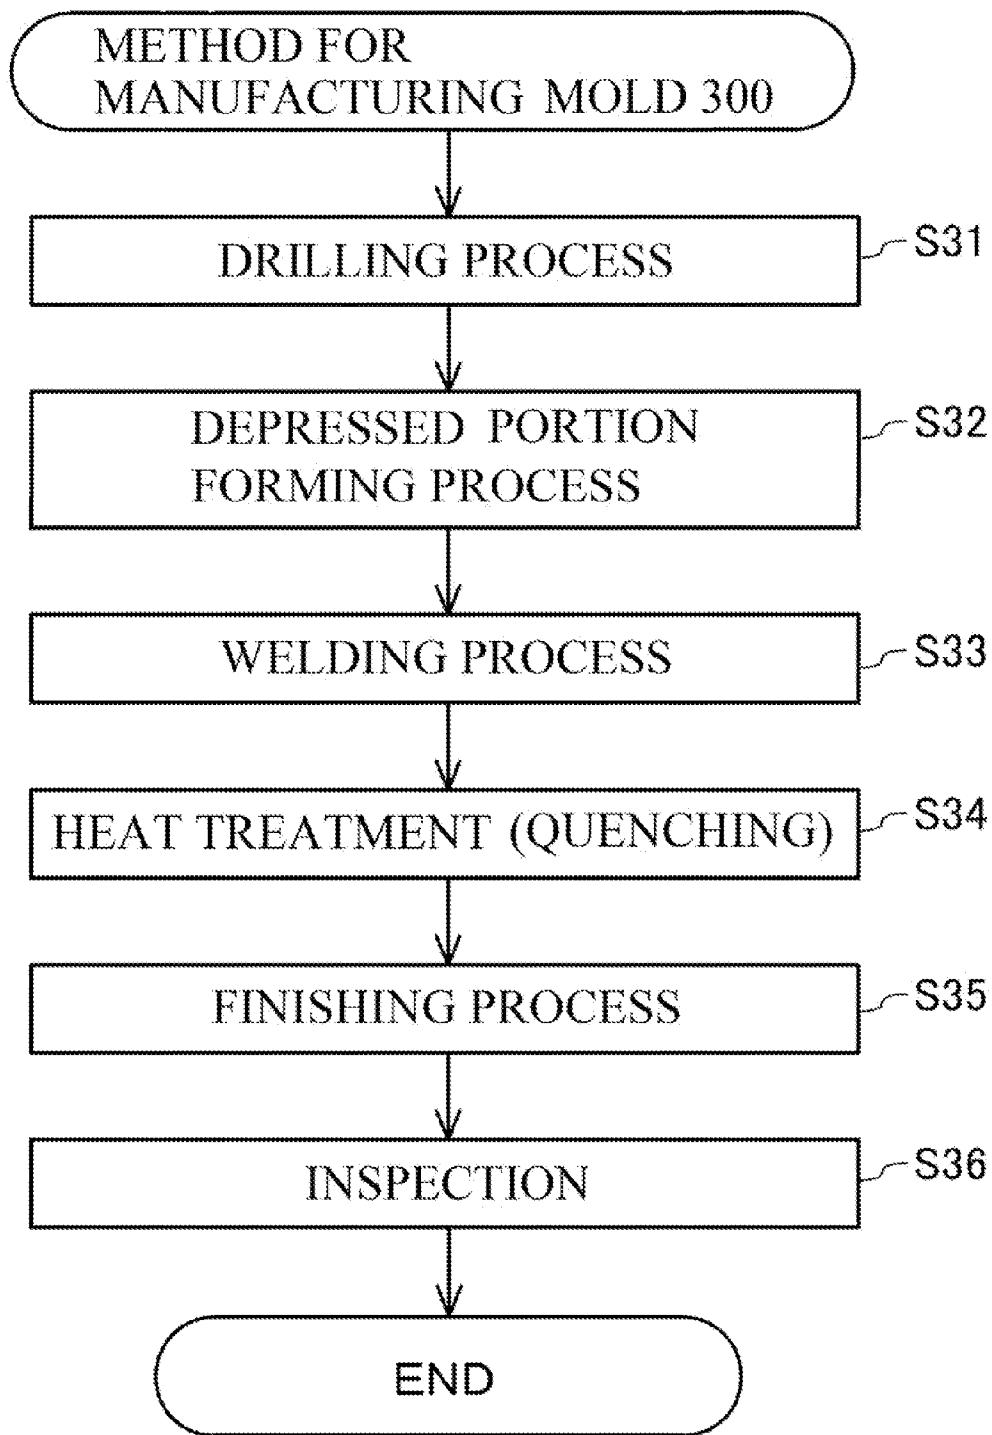 METHOD FOR
MANUFACTURING MOLD 300
DRILLING PROCESS
S31
DEPRESSED PORTION
FORMING PROCESS
S32
WELDING PROCESS
S33
HEAT TREATMENT (QUENCHING)
S34
FINISHING PROCESS
S35
INSPECTION
S36
END